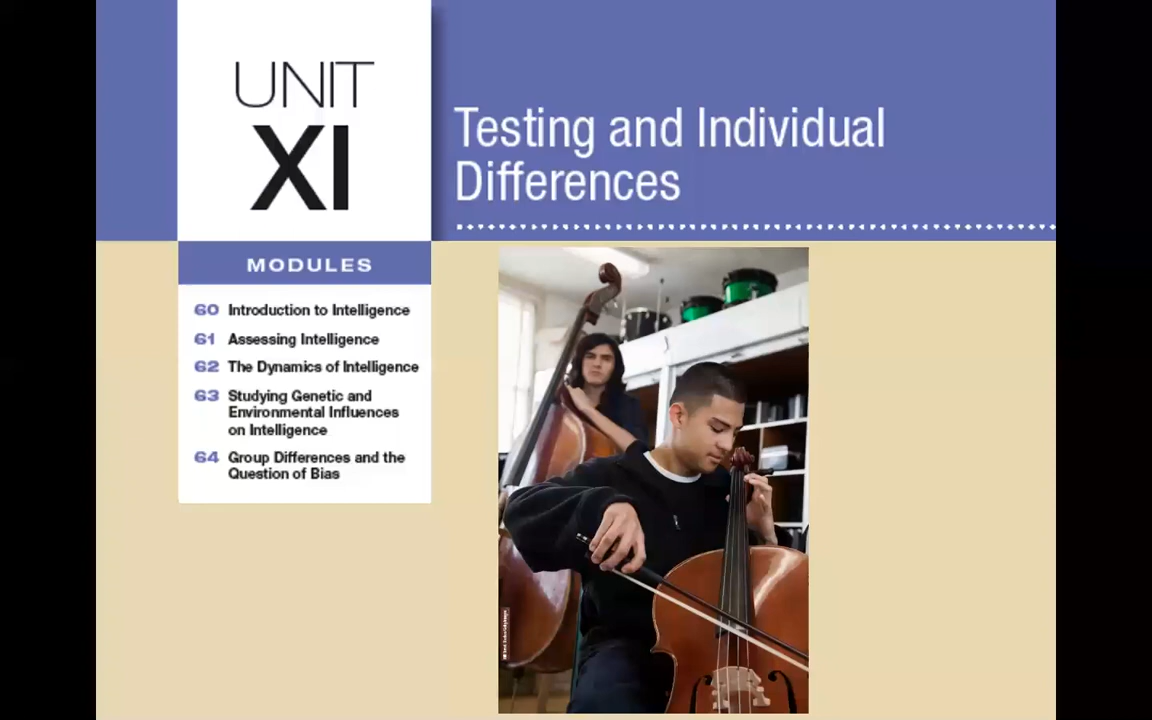 UNIT
XI
Testing and Individual
Differences
MODULES
60 Introduction to Intelligence
61 Assessing Intelligence
62 The Dynamics of Intelligence
63 Studying Genetic and
Environmental Influences
on Intelligence
64 Group Differences and the
Question of Bias